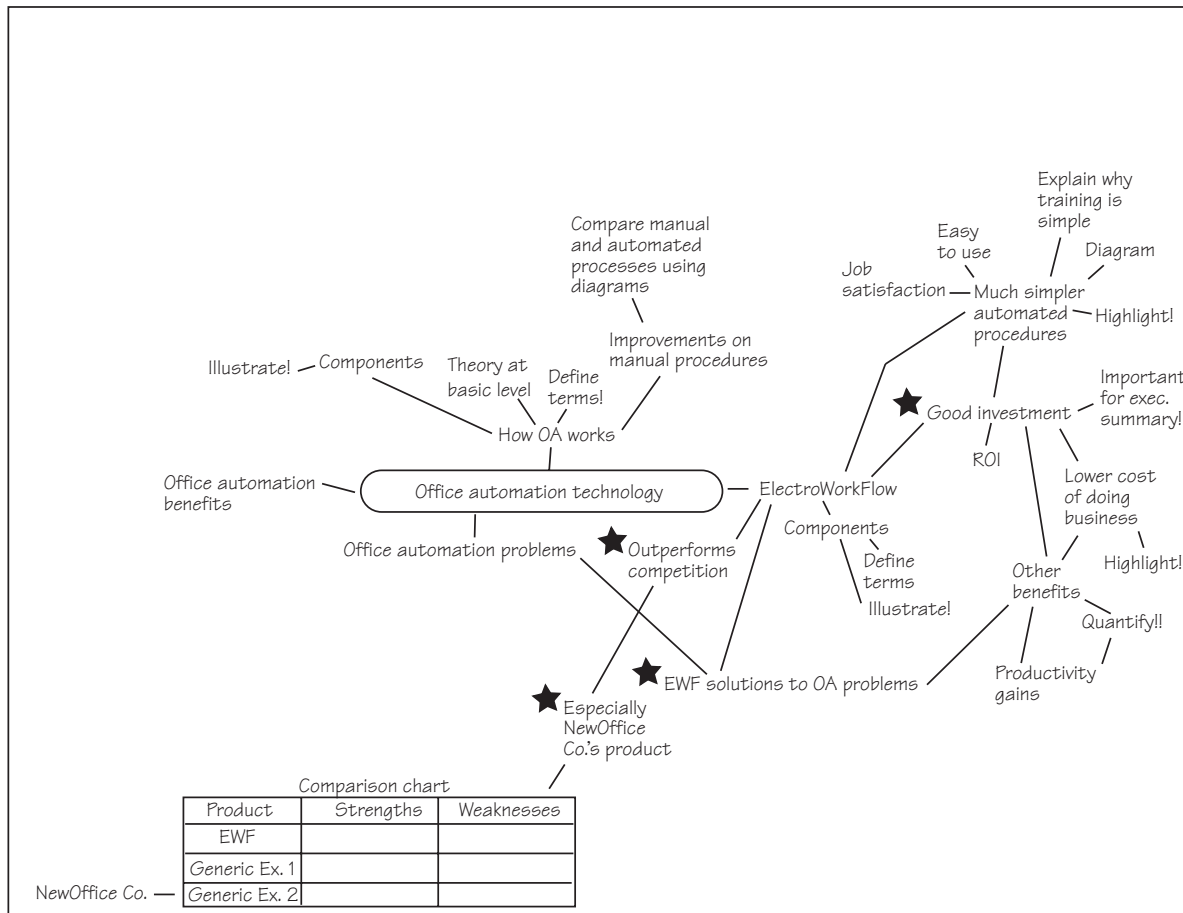 Explain why
training is
simple
Compare manual
and automated
processes using
diagrams
Easy
to use
Diagram
Job
satisfaction
Much simpler
automated
procedures
Highlight!
Improvements on
manual procedures
Illustrate!
Components
Theory at
basic level
Define
terms!
Important
for exec.
summary!
Good investment
How OA works
ROI
Office automation
benefits
Office automation technology
ElectroWorkFlow
Lower cost
of doing
business
Components
Office automation problems
Outperforms
competition
Define
terms
Highlight!
Other
benefits
Illustrate!
Quantify!!
EWF solutions to OA problems
Productivity
gains
Especially
NewOffice
Co.'s product
Comparison chart
Product Strengths Weaknesses
EWF
Generic Ex. 1
NewOffice Co. Generic Ex. 2